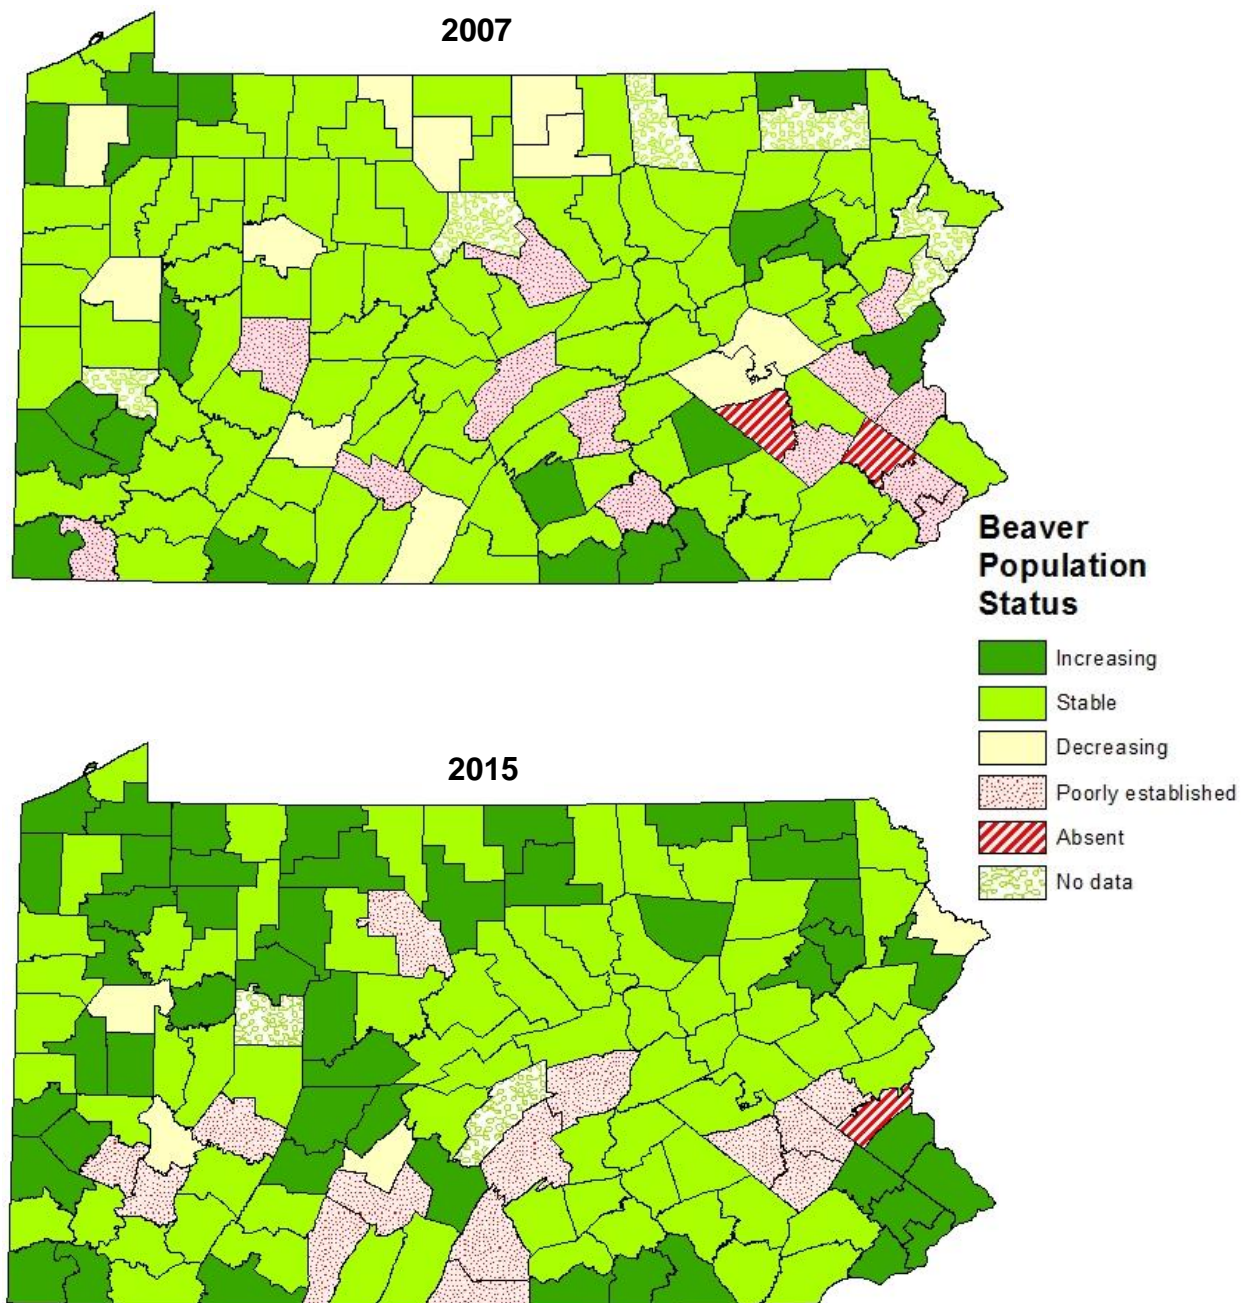 2007
Beaver
Population
Status
Increasing
Stable
Decreasing
Poorly established
Absent
No data
2015